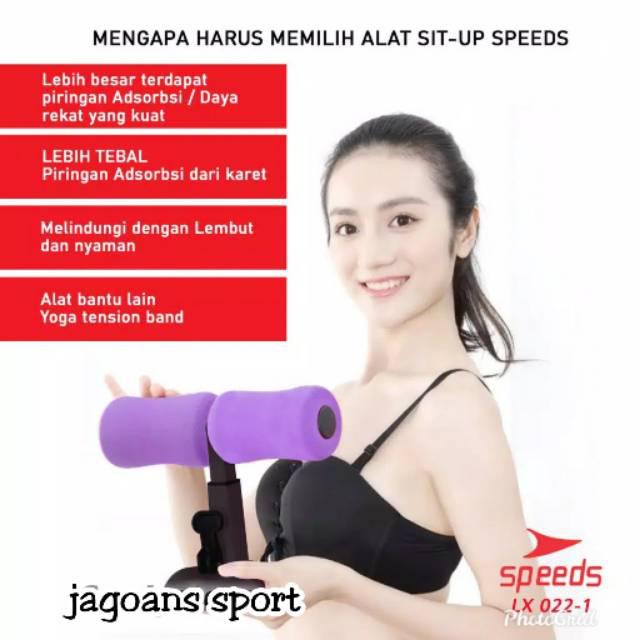 MENGAPA HARUS MEMILIH ALAT SIT-UP SPEEDS
Lebih besar terdapat
piringan Adsorbsi / Daya
rekat yang kuat
LEBIH TEBAL
Piringan Adsorbsi dari karet
Melindungi dengan Lembut
dan nyaman
Alat bantu lain
Yoga tension band
speeds
LX 022-1
PhotoGrid
jagoans sport